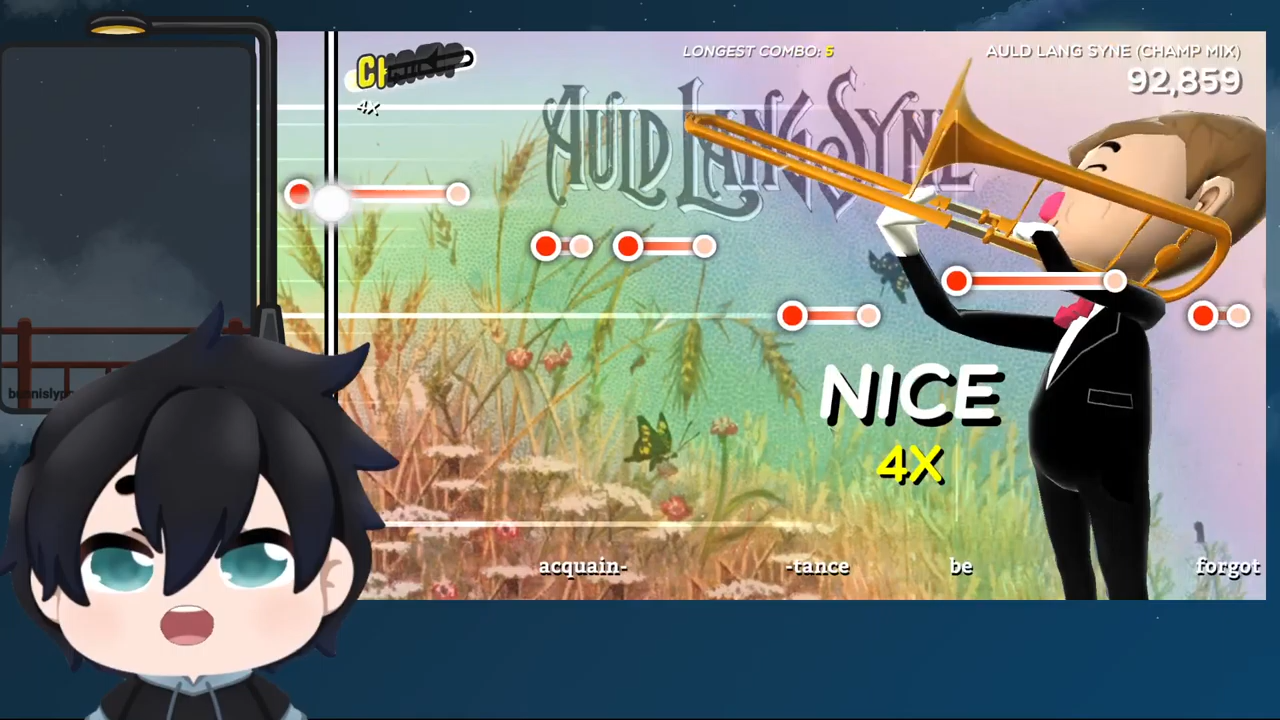 LONGEST COMBO: 5
AULD LANG SYNE (CHAMP MIX)
92,859
4X
AULD LANG SYNE
NICE
4X
acquain- -tance be forgot